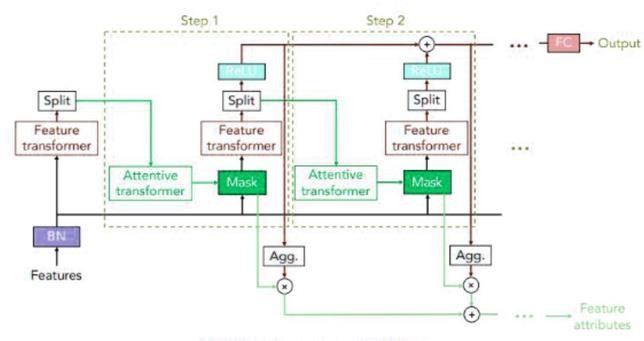 Step 1
Step 2
FC
Output
ReLU
ReLU
Split
Split
Split
Feature
transformer
Feature
transformer
Feature
transformer
...
...
Attentive
transformer
Mask
Attentive
transformer
Mask
BN
Features
Agg.
Agg.
...
Feature
attributes